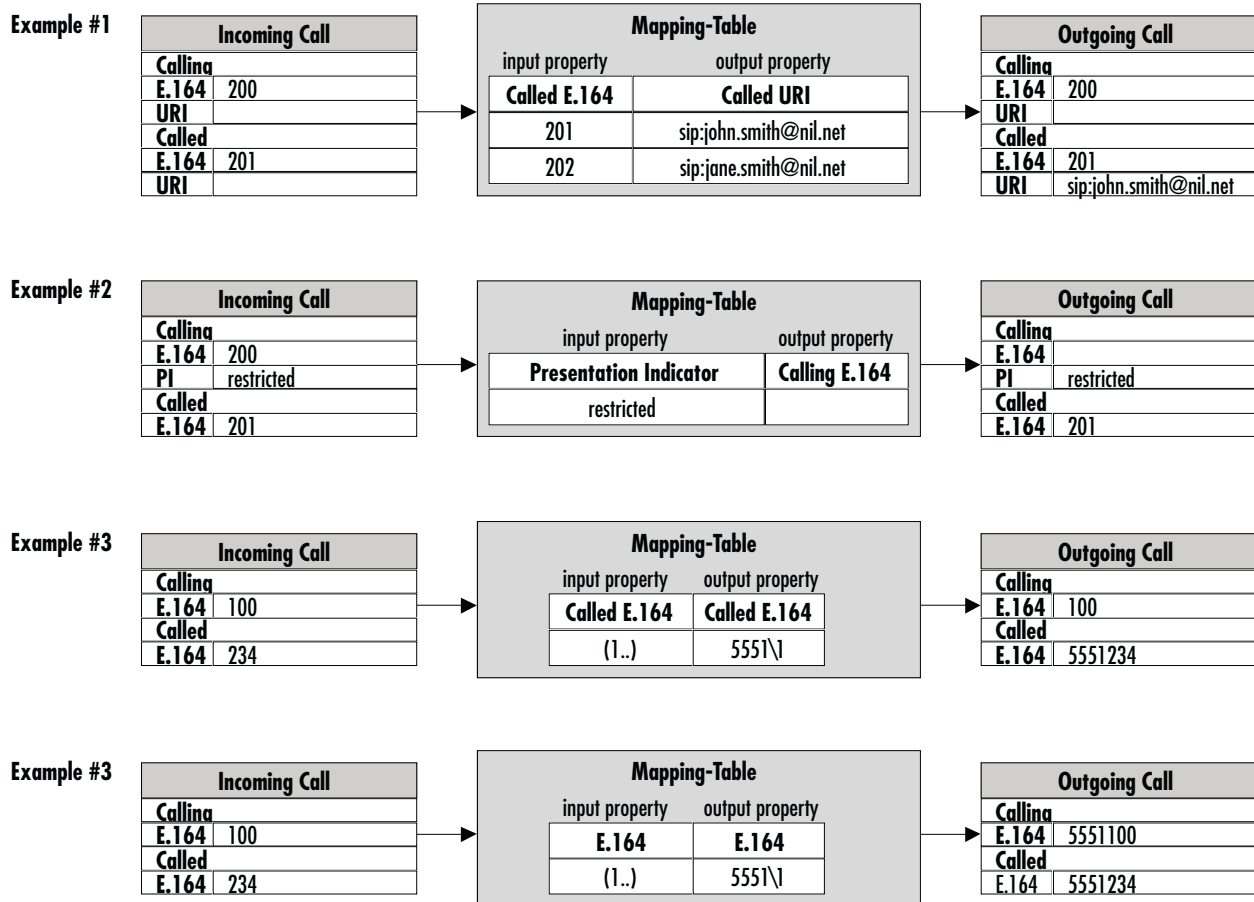 Example #1
Incoming Call
Calling
E.164 200
URI
Called
E.164 201
URI
Mapping-Table
input property output property
Called E.164 Called URI
201 sip:john.smith@nil.net
202 sip:jane.smith@nil.net
Outgoing Call
Calling
E.164 200
URI
Called
E.164 201
URI sip:john.smith@nil.net
Example #2
Incoming Call
Calling
E.164 200
PI restricted
Called
E.164 201
Mapping-Table
input property output property
Presentation Indicator Calling E.164
restricted
Outgoing Call
Calling
E.164
PI restricted
Called
E.164 201
Example #3
Incoming Call
Calling
E.164 100
Called
E.164 234
Mapping-Table
input property output property
Called E.164 Called E.164
(1..) 5551\1
Outgoing Call
Calling
E.164 100
Called
E.164 5551234
Example #3
Incoming Call
Calling
E.164 100
Called
E.164 234
Mapping-Table
input property output property
E.164 E.164
(1..) 5551\1
Outgoing Call
Calling
E.164 5551100
Called
E.164 5551234